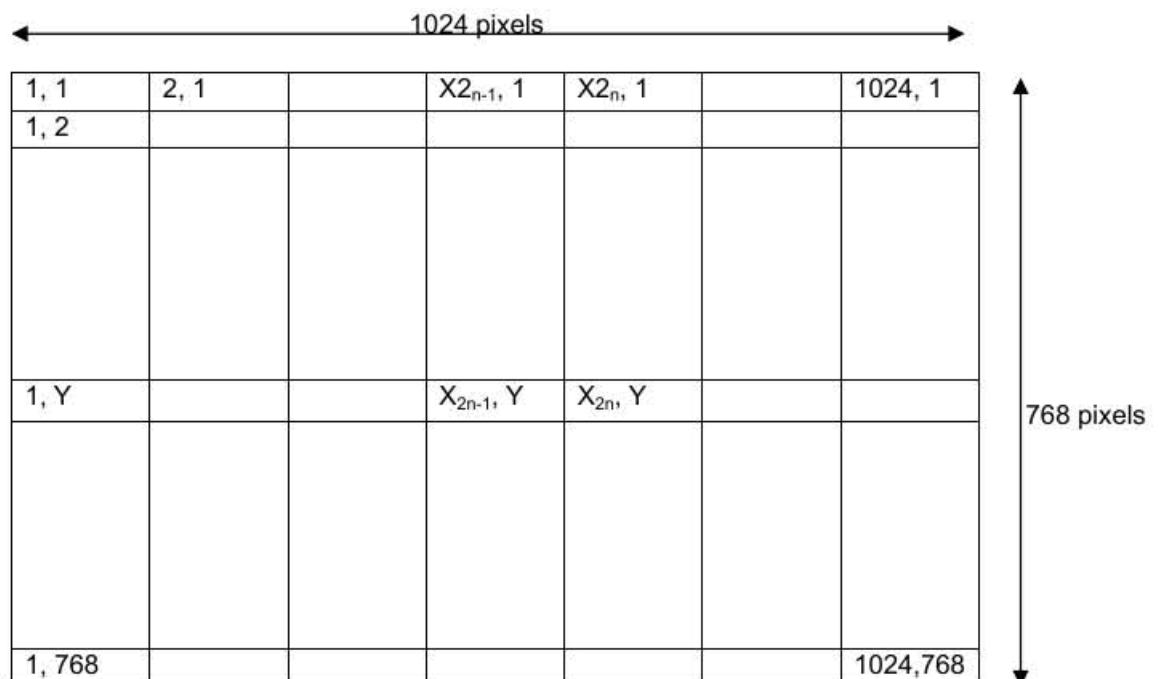 1024 pixels
1, 1 2, 1 X2ₙ₋₁, 1 X2ₙ, 1 1024, 1
1, 2
1, Y X₂ₙ₋₁, Y X₂ₙ, Y
768 pixels
1, 768 1024,768